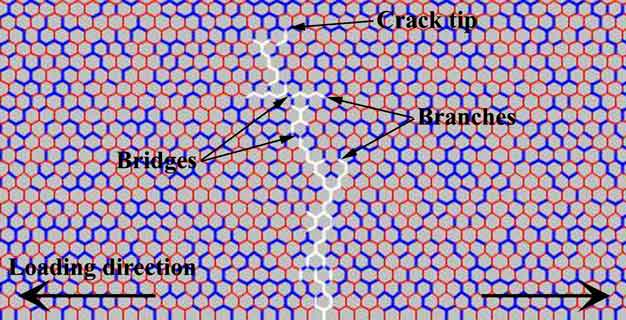 Crack tip
Branches
Bridges
Loading direction